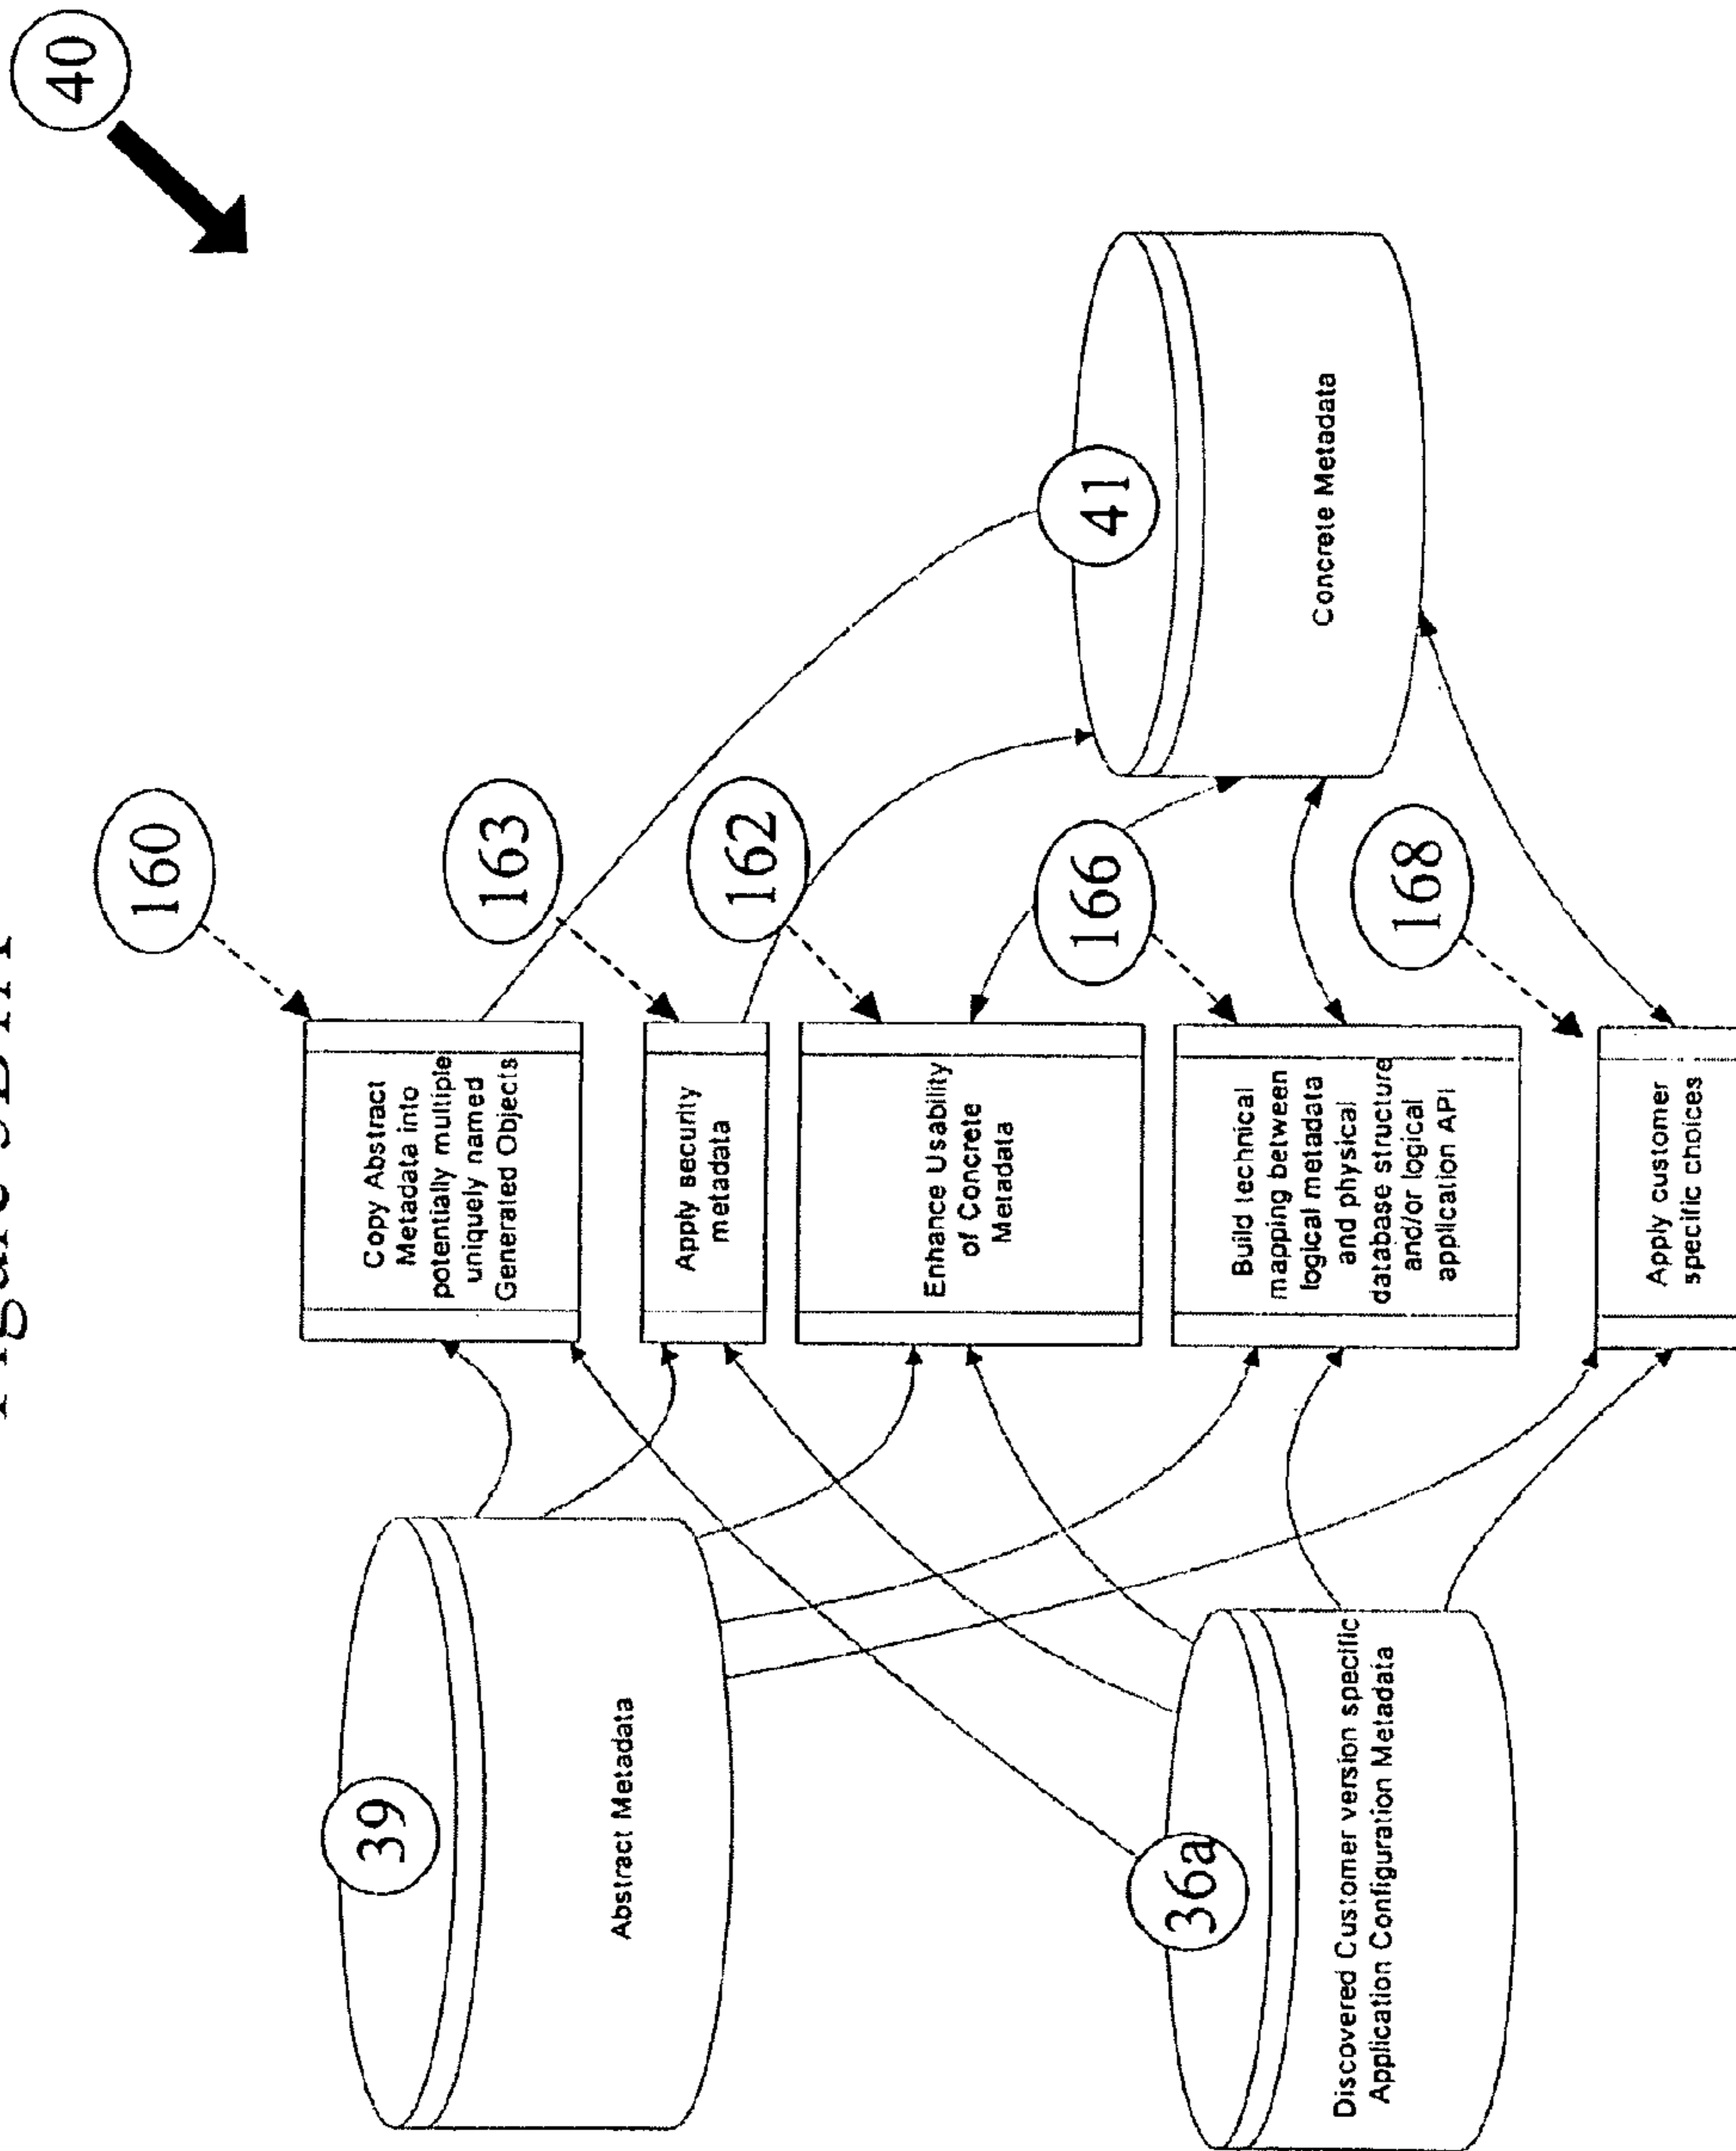 40
160
Copy Abstract
Metadata into
potentially multiple
uniquely named
Generated Objects
163
Apply security
metadata
162
Enhance Usability
of Concrete
Metadata
166
Build technical
mapping between
logical metadata
and physical
database structure
and/or logical
application API
168
Apply customer
specific choices
39
Abstract Metadata
36a
Discovered Customer version specific
Application Configuration Metadata
41
Concrete Metadata